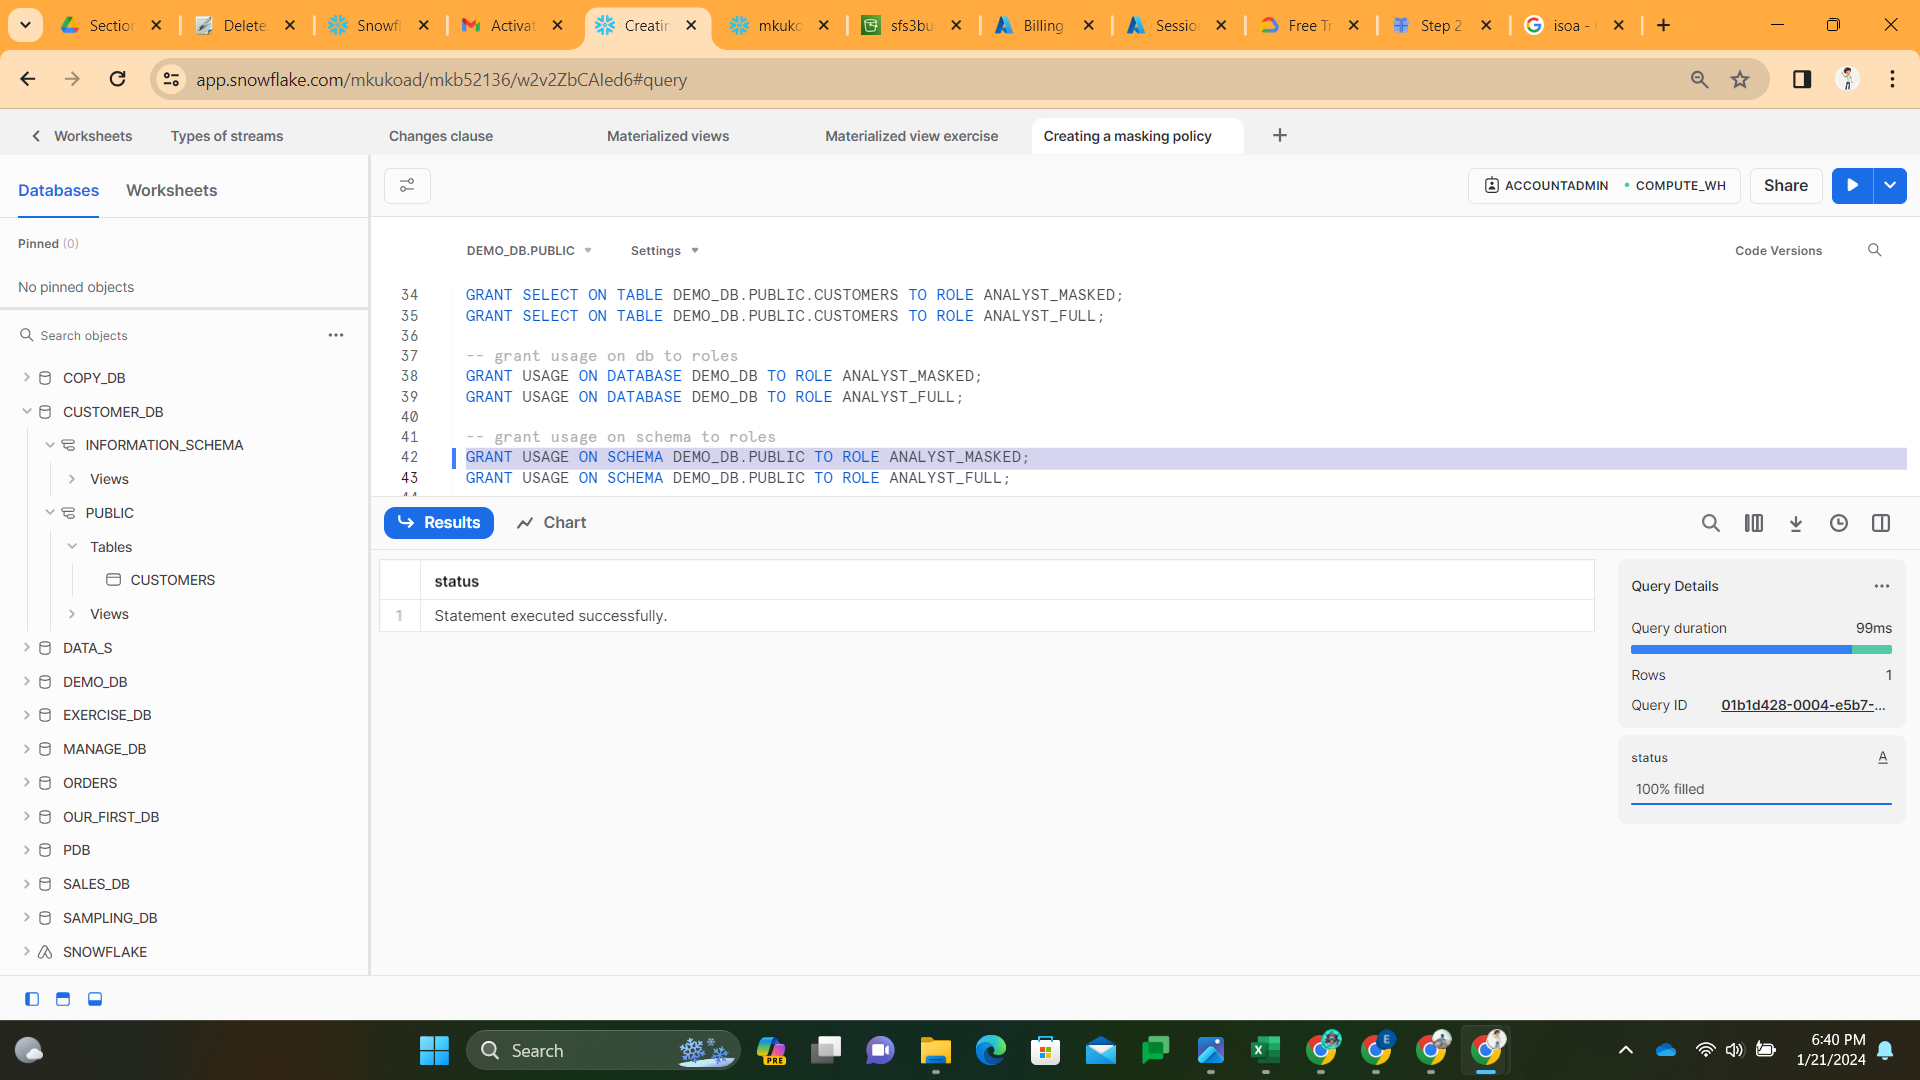 Section
Delete
Snowfl
Activat
Creatin
mkuko
sfs3bu
Billing
Sessio
Free Tr
Step 2
isoa -
app.snowflake.com/mkukoad/mkb52136/w2v2ZbCAIed6#query
Worksheets
Types of streams
Changes clause
Materialized views
Materialized view exercise
Creating a masking policy
Databases
Worksheets
ACCOUNTADMIN
COMPUTE_WH
Share
Pinned (0)
No pinned objects
DEMO_DB.PUBLIC
Settings
Code Versions
Search objects
COPY_DB
CUSTOMER_DB
INFORMATION_SCHEMA
Views
PUBLIC
Tables
CUSTOMERS
Views
DATA_S
DEMO_DB
EXERCISE_DB
MANAGE_DB
ORDERS
OUR_FIRST_DB
PDB
SALES_DB
SAMPLING_DB
SNOWFLAKE
34 GRANT SELECT ON TABLE DEMO_DB.PUBLIC.CUSTOMERS TO ROLE ANALYST_MASKED;
35 GRANT SELECT ON TABLE DEMO_DB.PUBLIC.CUSTOMERS TO ROLE ANALYST_FULL;
36
37 -- grant usage on db to roles
38 GRANT USAGE ON DATABASE DEMO_DB TO ROLE ANALYST_MASKED;
39 GRANT USAGE ON DATABASE DEMO_DB TO ROLE ANALYST_FULL;
40
41 -- grant usage on schema to roles
42 GRANT USAGE ON SCHEMA DEMO_DB.PUBLIC TO ROLE ANALYST_MASKED;
43 GRANT USAGE ON SCHEMA DEMO_DB.PUBLIC TO ROLE ANALYST_FULL;
44
Results
Chart
status
1 Statement executed successfully.
Query Details
Query duration 99ms
Rows 1
Query ID 01b1d428-0004-e5b7-...
status A
100% filled
Search
PRE
E
6:40 PM
1/21/2024